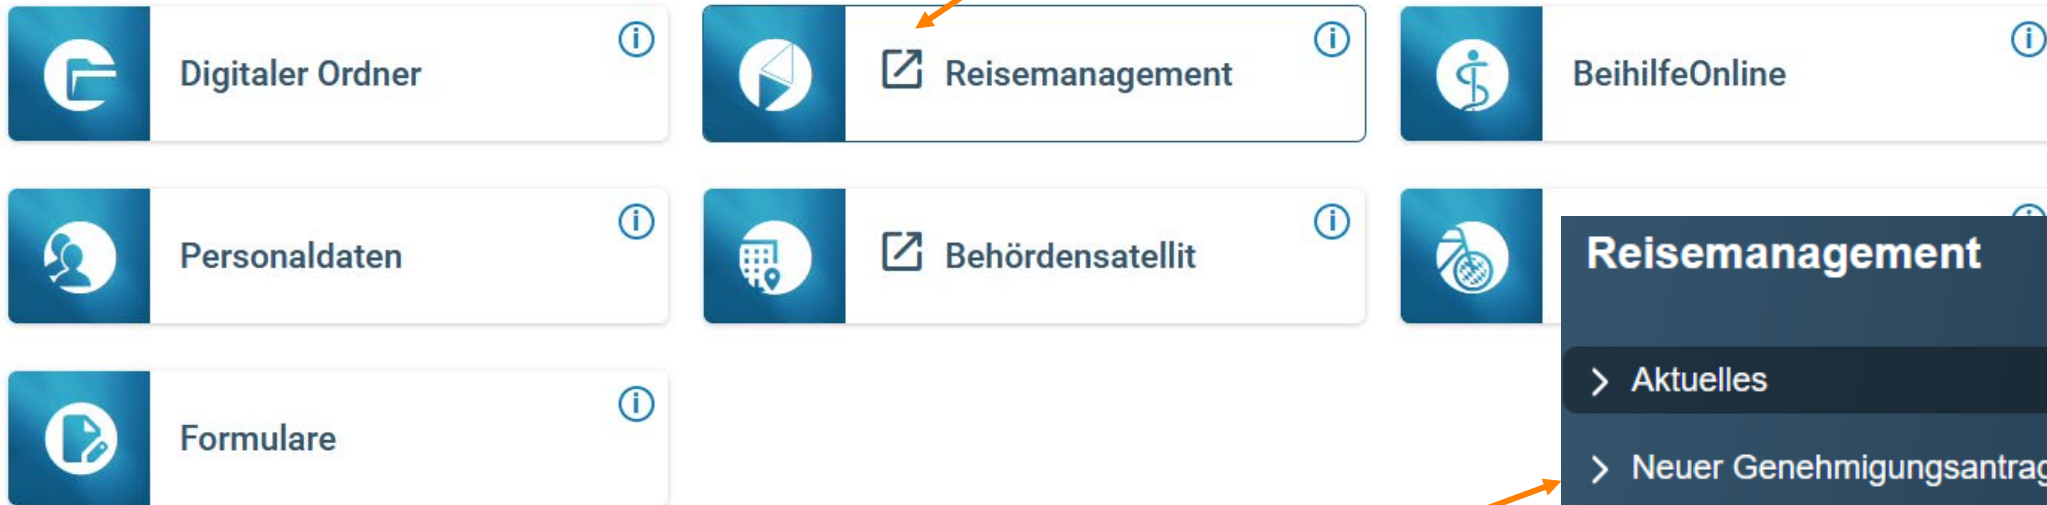 Digitaler Ordner
Reisemanagement
BeihilfeOnline
Personaldaten
Behördensatellit
Formulare
Reisemanagement
Aktuelles
Neuer Genehmigungsantrag